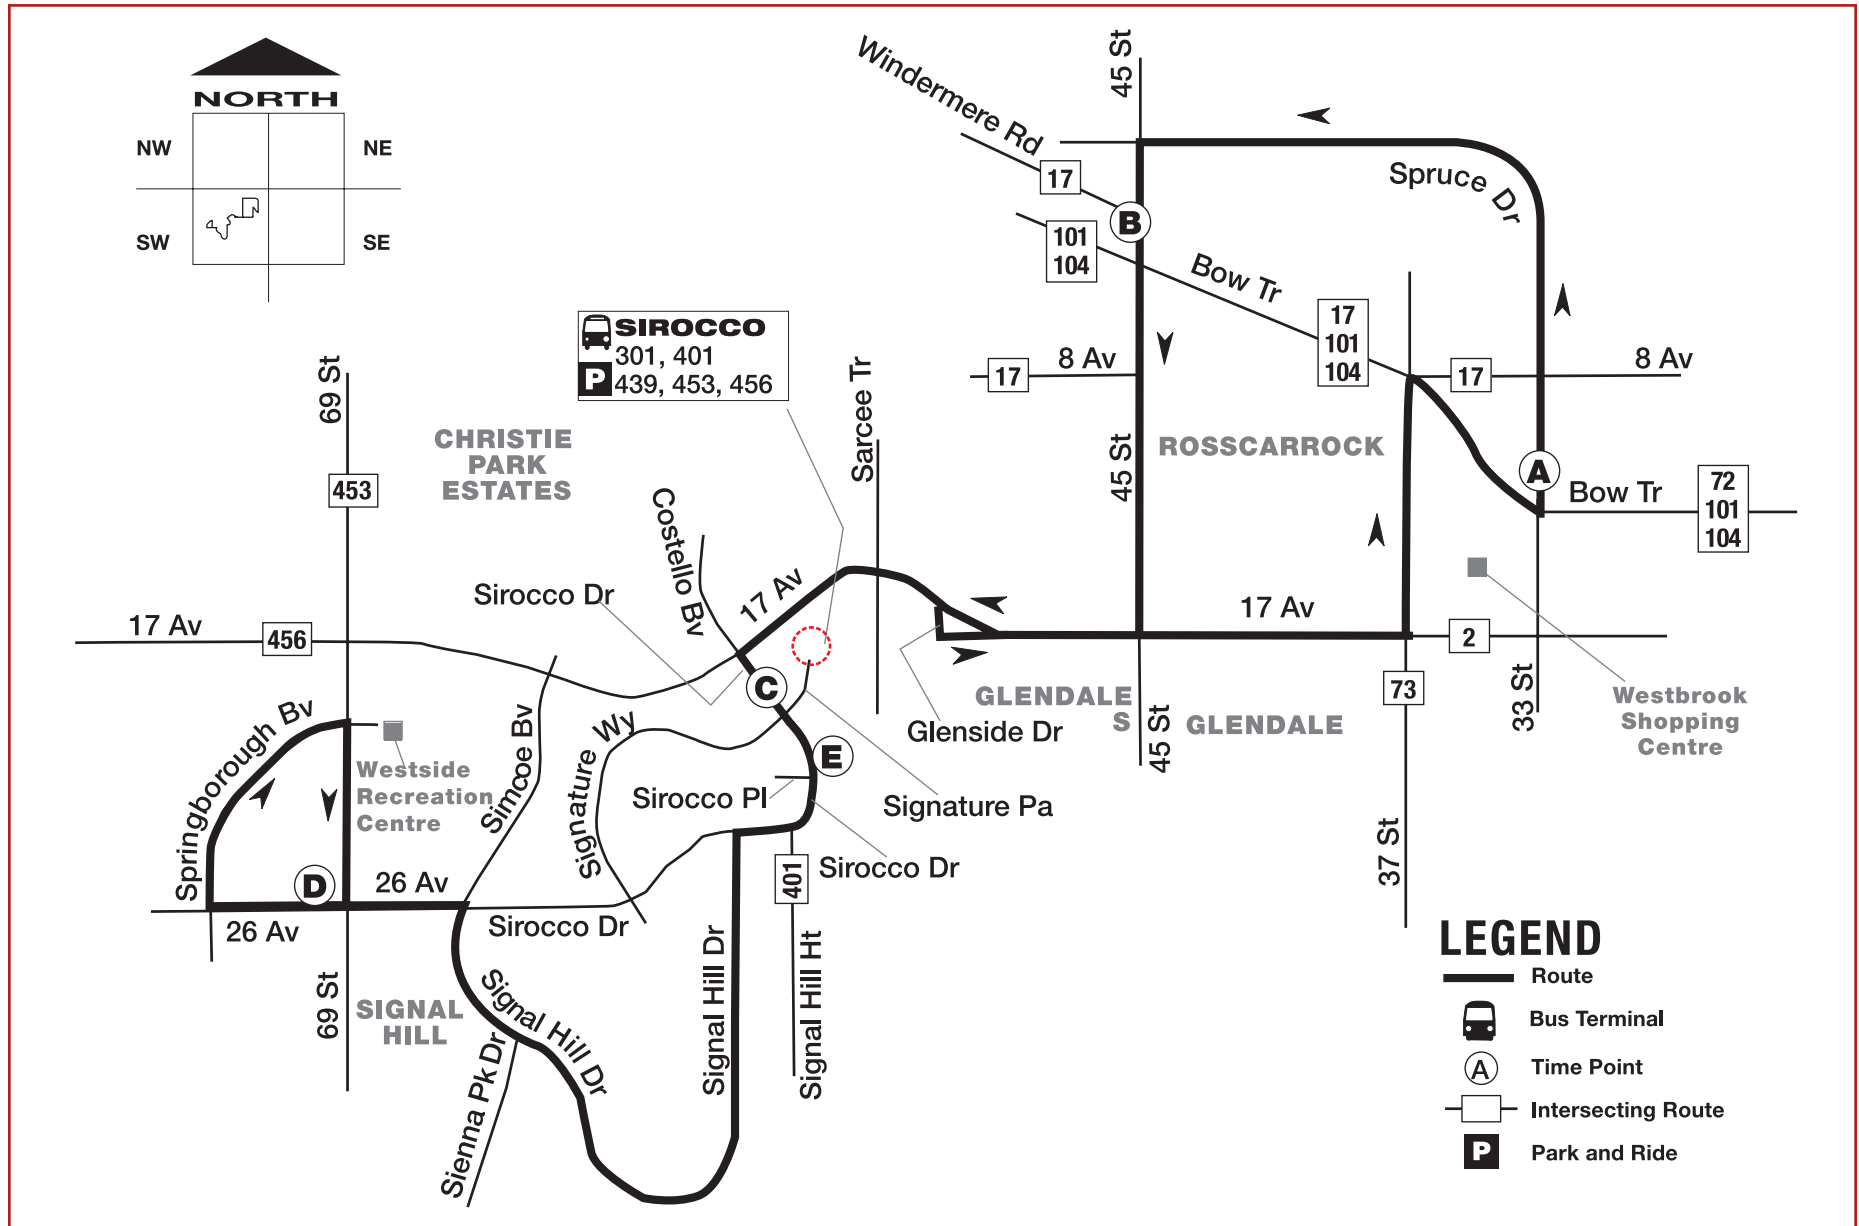 NORTH
NW
NE
SW
SE
Windermere Rd
45 St
17
B
101
104
Bow Tr
Spruce Dr
17
101
104
17
8 Av
17
8 Av
SIROCCO
301, 401
P
439, 453, 456
69 St
Sarcee Tr
45 St
CHRISTIE
PARK
ESTATES
ROSSCARROCK
453
A
Bow Tr
72
101
104
Costello Bv
Sirocco Dr
17 Av
17 Av
456
17 Av
2
C
GLENDALE
S
GLENDALE
73
33 St
Westbrook
Shopping
Centre
Springborough Bv
Simcoe Bv
Signature Wy
E
Glenside Dr
45 St
Westside
Recreation
Centre
Sirocco Pl
Signature Pa
37 St
D
26 Av
401
Sirocco Dr
26 Av
Sirocco Dr
69 St
SIGNAL
HILL
Signal Hill Dr
Signal Hill Dr
Signal Hill Ht
Sienna Pk Dr
LEGEND
Route
Bus Terminal
A
Time Point
Intersecting Route
P
Park and Ride